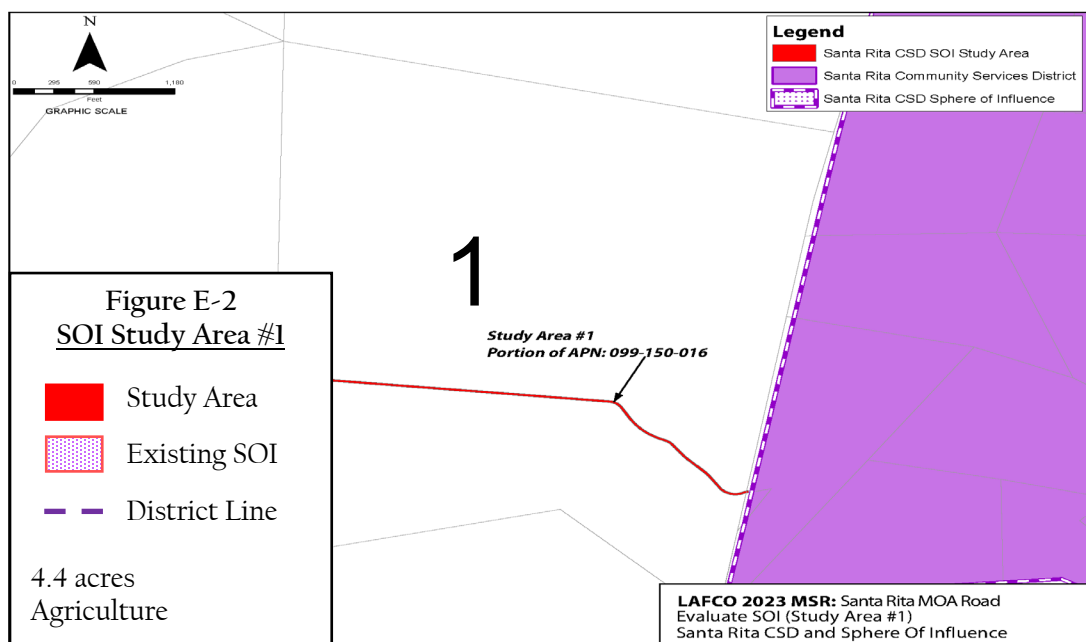 N
0 295 590 1,180
Feet
GRAPHIC SCALE
Legend
Santa Rita CSD SOI Study Area
Santa Rita Community Services District
Santa Rita CSD Sphere of Influence
1
Study Area #1
Portion of APN: 099-150-016
Figure E-2
SOI Study Area #1
Study Area
Existing SOI
District Line
4.4 acres
Agriculture
LAFCO 2023 MSR: Santa Rita MOA Road
Evaluate SOI (Study Area #1)
Santa Rita CSD and Sphere Of Influence